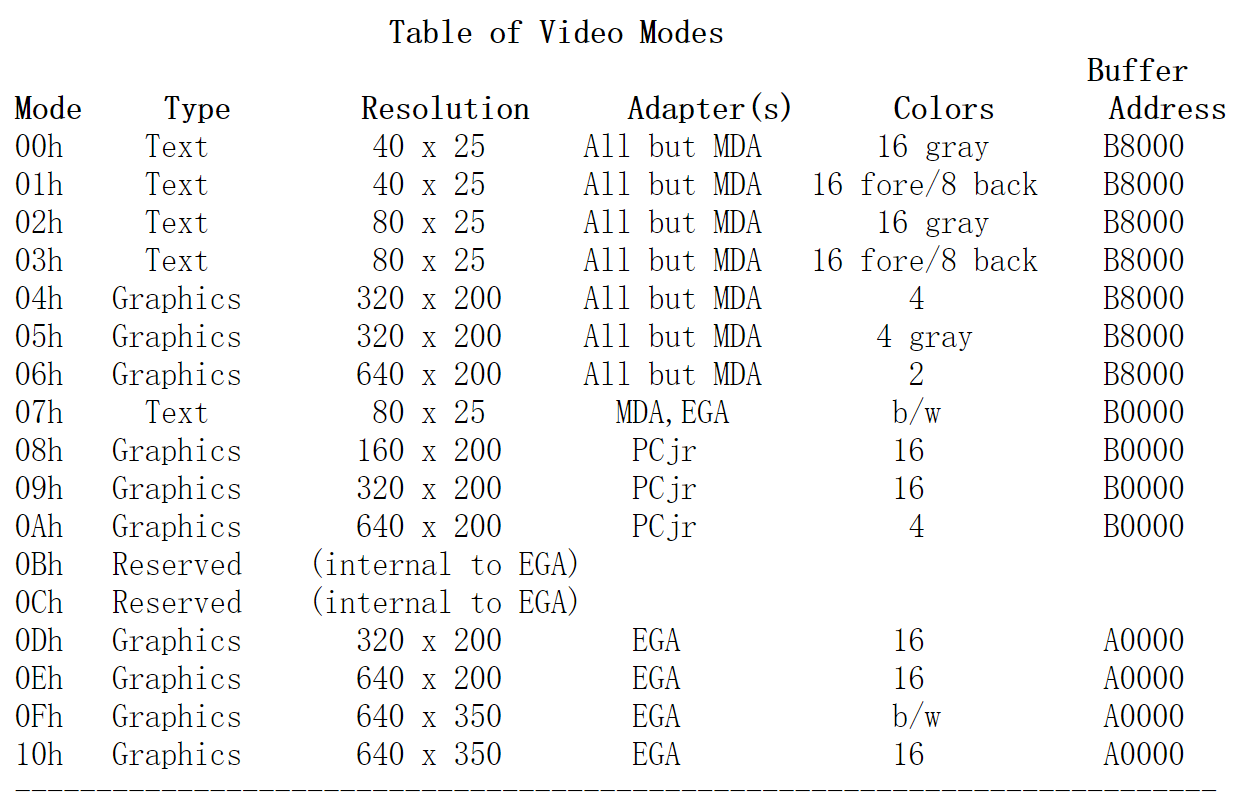 Table of Video Modes
Buffer
Mode Type Resolution Adapter(s) Colors Address
00h Text 40 x 25 All but MDA 16 gray B8000
01h Text 40 x 25 All but MDA 16 fore/8 back B8000
02h Text 80 x 25 All but MDA 16 gray B8000
03h Text 80 x 25 All but MDA 16 fore/8 back B8000
04h Graphics 320 x 200 All but MDA 4 B8000
05h Graphics 320 x 200 All but MDA 4 gray B8000
06h Graphics 640 x 200 All but MDA 2 B8000
07h Text 80 x 25 MDA,EGA b/w B0000
08h Graphics 160 x 200 PCjr 16 B0000
09h Graphics 320 x 200 PCjr 16 B0000
0Ah Graphics 640 x 200 PCjr 4 B0000
0Bh Reserved (internal to EGA)
0Ch Reserved (internal to EGA)
0Dh Graphics 320 x 200 EGA 16 A0000
0Eh Graphics 640 x 200 EGA 16 A0000
0Fh Graphics 640 x 350 EGA b/w A0000
10h Graphics 640 x 350 EGA 16 A0000